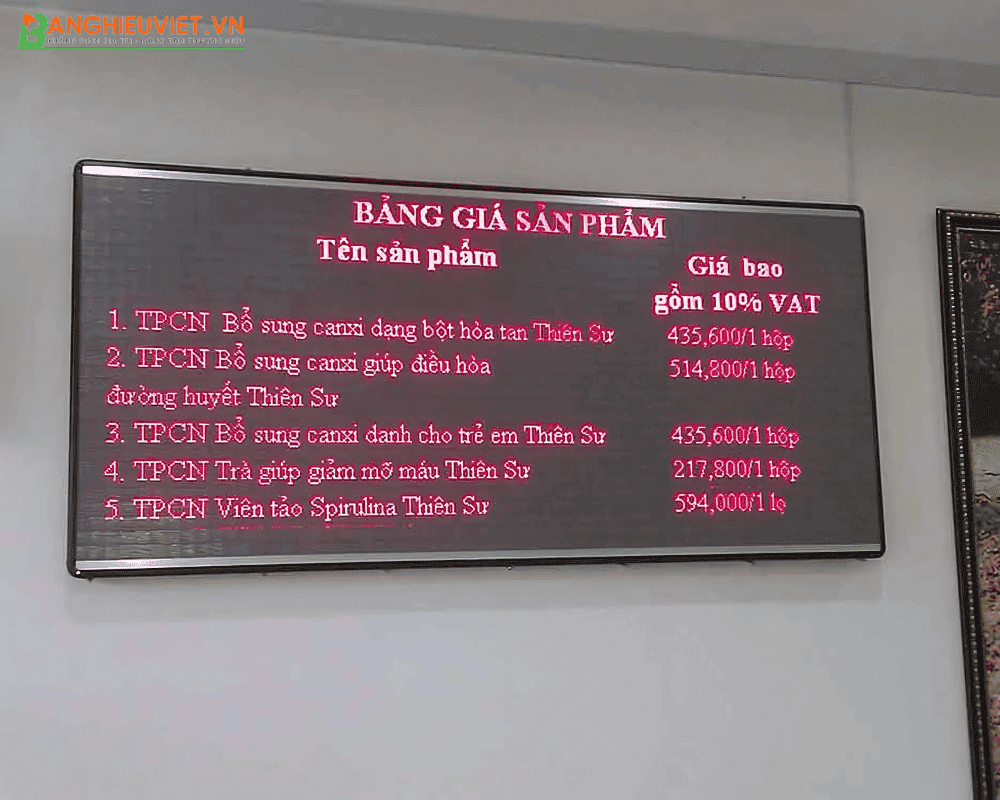 BANGHIEUVIET.VN
BẢNG GIÁ SẢN PHẨM
Tên sản phẩm
Giá bao
gồm 10% VAT
1. TPCN Bổ sung canxi dạng bột hòa tan Thiên Sư 435,600/1 hộp
2. TPCN Bổ sung canxi giúp điều hòa 514,800/1 hộp
đường huyết Thiên Sư
3. TPCN Bổ sung canxi danh cho trẻ em Thiên Sư 435,600/1 hộp
4. TPCN Trà giúp giảm mỡ máu Thiên Sư 217,800/1 hộp
5. TPCN Viên tảo Spirulina Thiên Sư 594,000/1 lọ